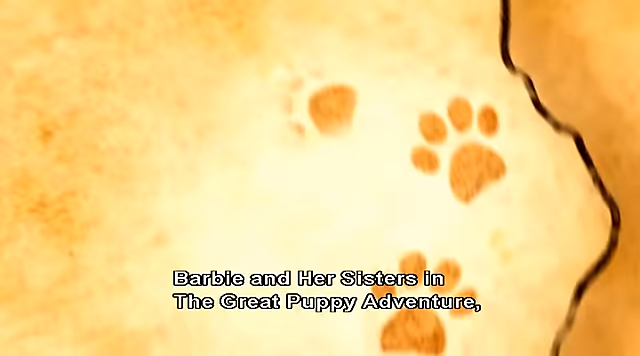 Barbie and Her Sisters in
The Great Puppy Adventure,